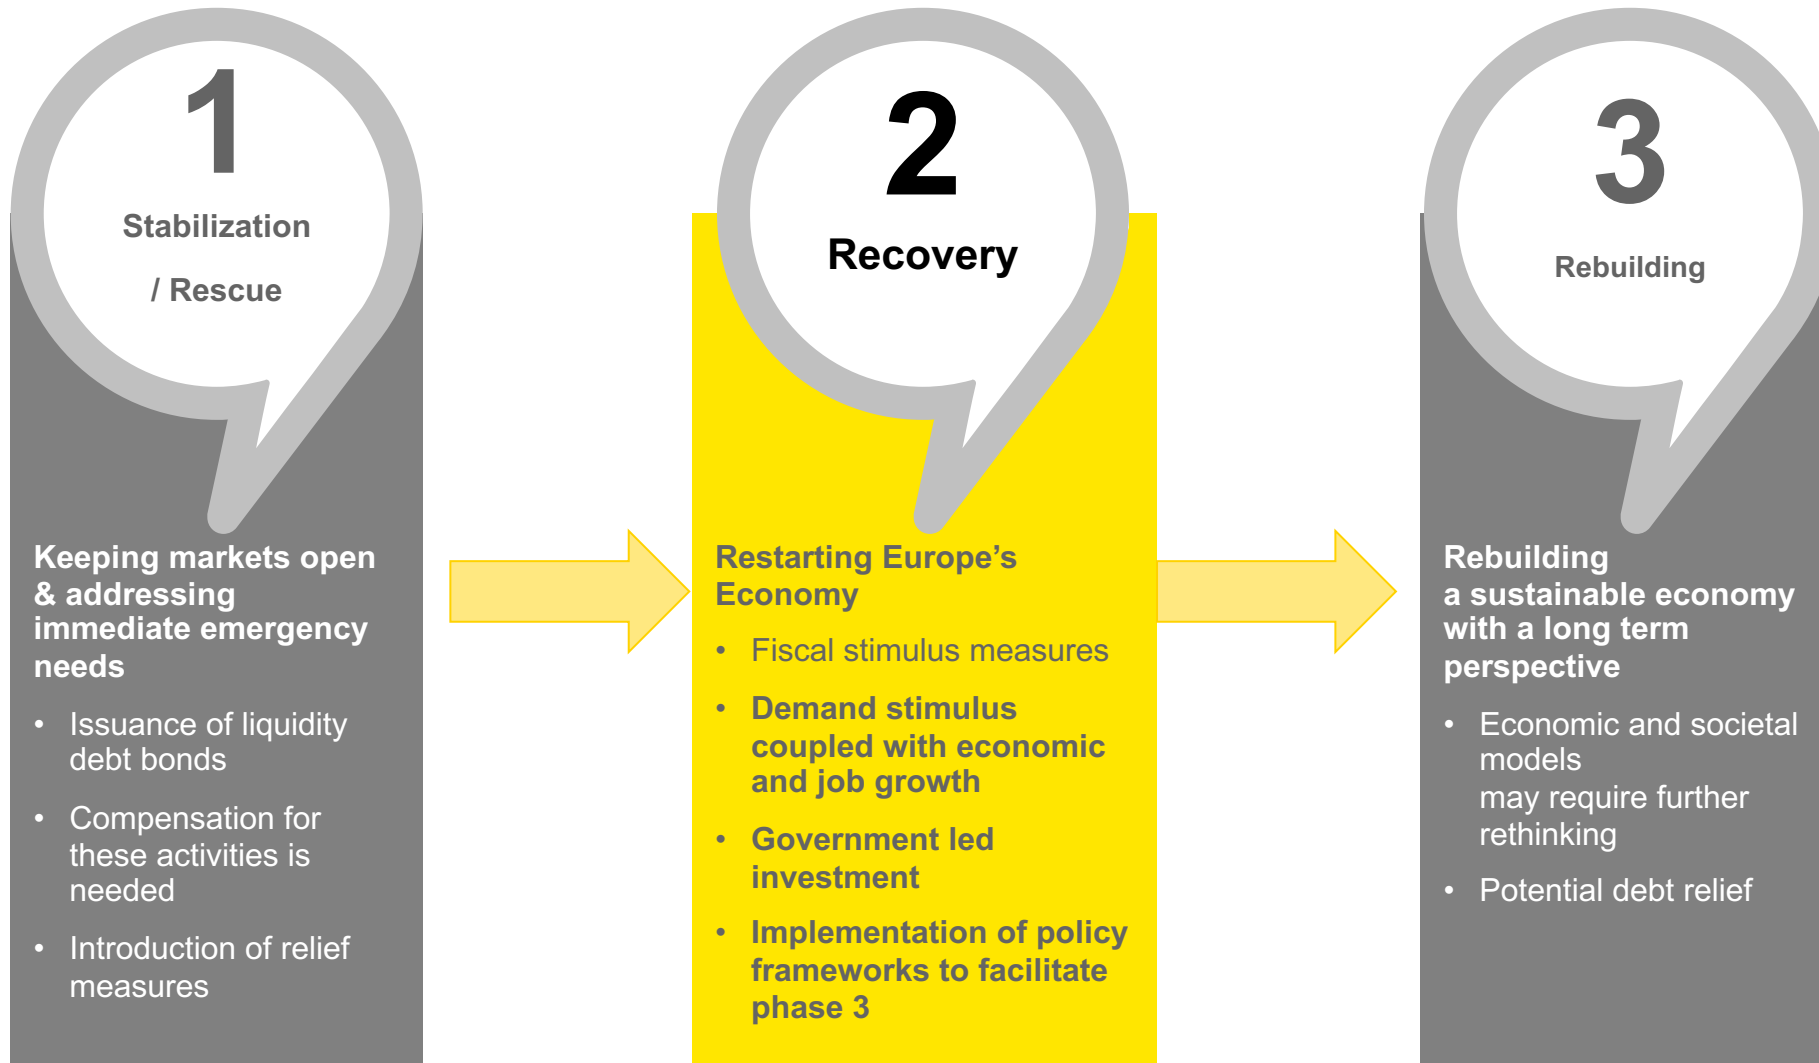 1
Stabilization
/ Rescue
Keeping markets open
& addressing
immediate emergency
needs
• Issuance of liquidity
debt bonds
• Compensation for
these activities is
needed
• Introduction of relief
measures
2
Recovery
Restarting Europe’s
Economy
• Fiscal stimulus measures
• Demand stimulus
coupled with economic
and job growth
• Government led
investment
• Implementation of policy
frameworks to facilitate
phase 3
3
Rebuilding
Rebuilding
a sustainable economy
with a long term
perspective
• Economic and societal
models
may require further
rethinking
• Potential debt relief